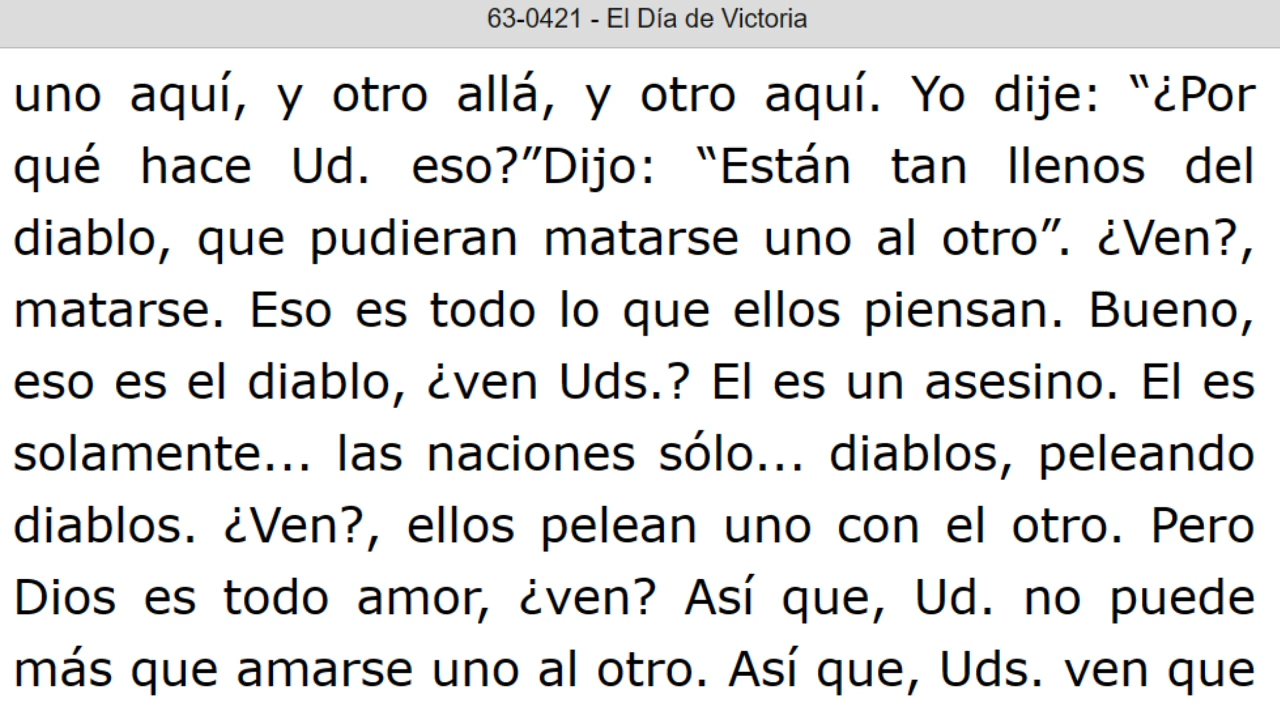 63-0421 - El Día de Victoria
uno aquí, y otro allá, y otro aquí. Yo dije: “¿Por
qué hace Ud. eso?”Dijo: “Están tan llenos del
diablo, que pudieran matarse uno al otro”. ¿Ven?,
matarse. Eso es todo lo que ellos piensan. Bueno,
eso es el diablo, ¿ven Uds.? El es un asesino. El es
solamente… las naciones sólo… diablos, peleando
diablos. ¿Ven?, ellos pelean uno con el otro. Pero
Dios es todo amor, ¿ven? Así que, Ud. no puede
más que amarse uno al otro. Así que, Uds. ven que